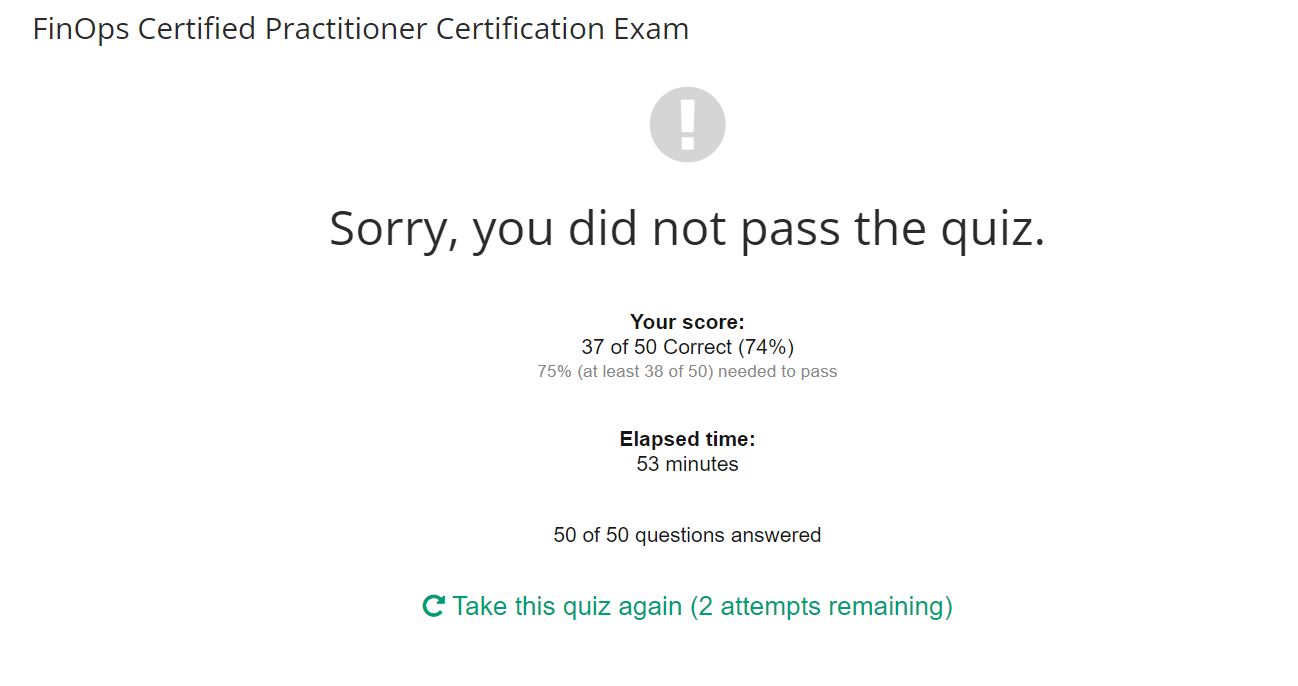 FinOps Certified Practitioner Certification Exam
Sorry, you did not pass the quiz.
Your score:
37 of 50 Correct (74%)
75% (at least 38 of 50) needed to pass
Elapsed time:
53 minutes
50 of 50 questions answered
Take this quiz again (2 attempts remaining)